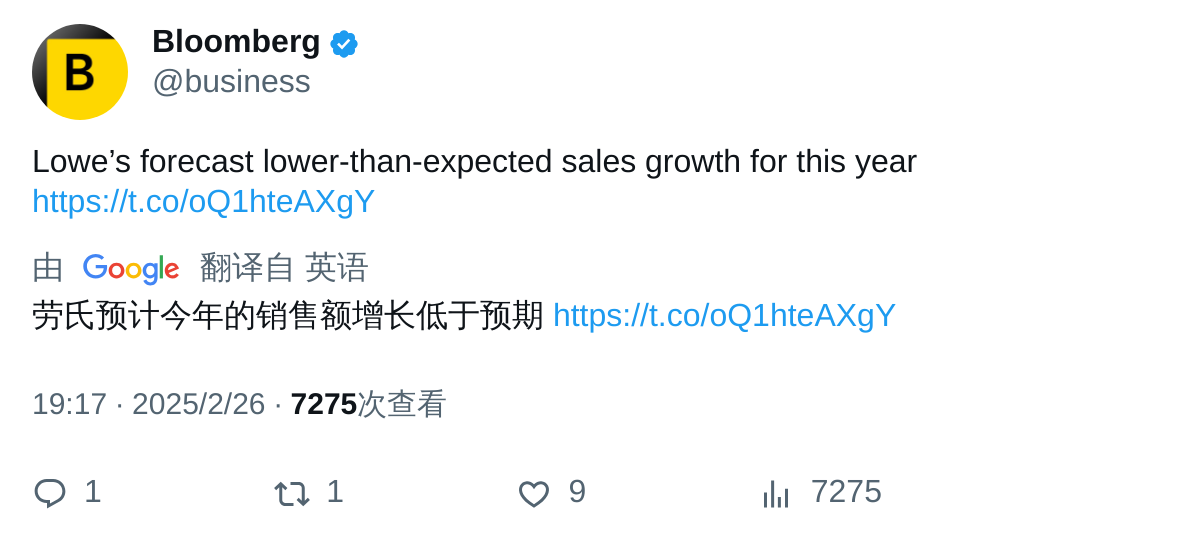 B
Bloomberg
@business
Lowe’s forecast lower-than-expected sales growth for this year
https://t.co/oQ1hteAXgY
由 Google 翻译自 英语
劳氏预计今年的销售额增长低于预期 https://t.co/oQ1hteAXgY
19:17 · 2025/2/26 · 7275次查看
1 1 9 7275